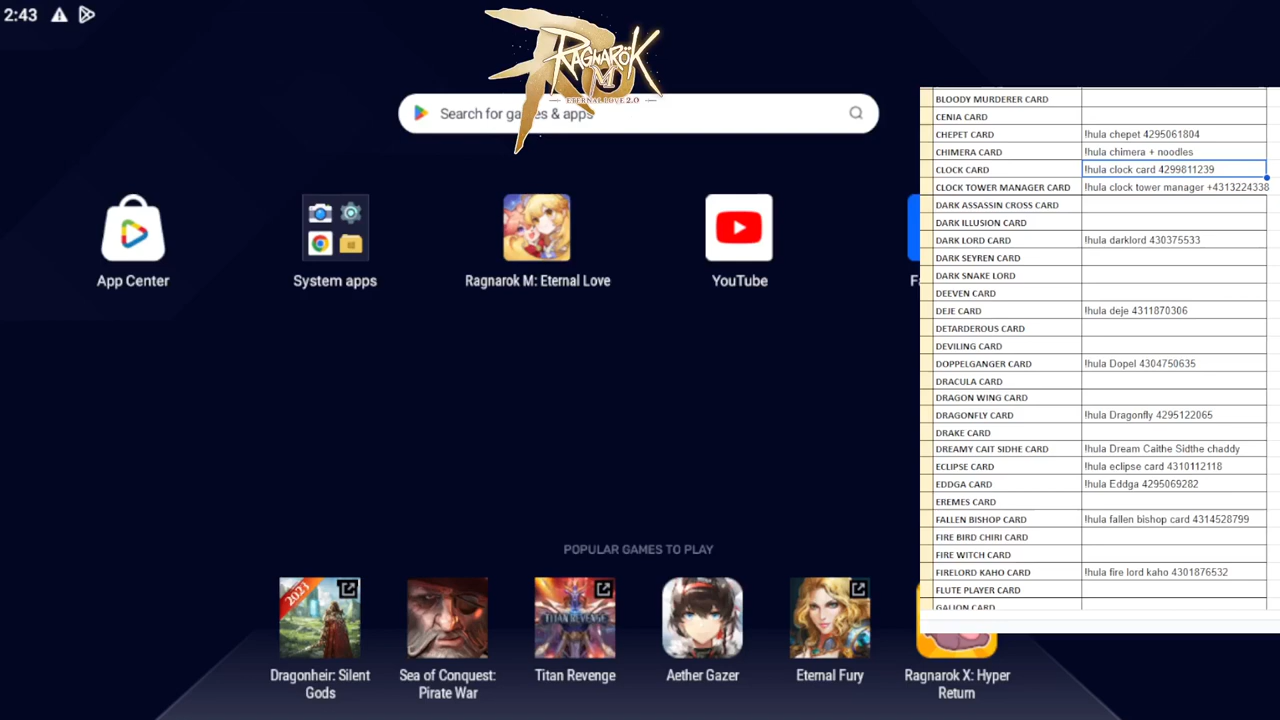 2:43
RAGNARÖK
M
ETERNAL LOVE 2.0
Search for games & apps
App Center
System apps
Ragnarok M: Eternal Love
YouTube
BLOODY MURDERER CARD
CENIA CARD
CHEPET CARD !hula chepet 4295061804
CHIMERA CARD !hula chimera + noodles
CLOCK CARD !hula clock card 4299811239
CLOCK TOWER MANAGER CARD !hula clock tower manager +4313224338
DARK ASSASSIN CROSS CARD
DARK ILLUSION CARD
DARK LORD CARD !hula darklord 430375533
DARK SEYREN CARD
DARK SNAKE LORD
DEEVEN CARD
DEJE CARD !hula deje 4311870306
DETARDEROUS CARD
DEVILING CARD
DOPPELGANGER CARD !hula Dopel 4304750635
DRACULA CARD
DRAGON WING CARD
DRAGONFLY CARD !hula Dragonfly 4295122065
DRAKE CARD
DREAMY CAIT SIDHE CARD !hula Dream Caithe Sidthe chaddy
ECLIPSE CARD !hula eclipse card 4310112118
EDDGA CARD !hula Eddga 4295069282
EREMES CARD
FALLEN BISHOP CARD !hula fallen bishop card 4314528799
FIRE BIRD CHIRI CARD
FIRE WITCH CARD
FIRELORD KAHO CARD !hula fire lord kaho 4301876532
FLUTE PLAYER CARD
GALION CARD
POPULAR GAMES TO PLAY
2023
TITAN REVENGE
Dragonheir: Silent Gods
Sea of Conquest: Pirate War
Titan Revenge
Aether Gazer
Eternal Fury
Ragnarok X: Hyper Return